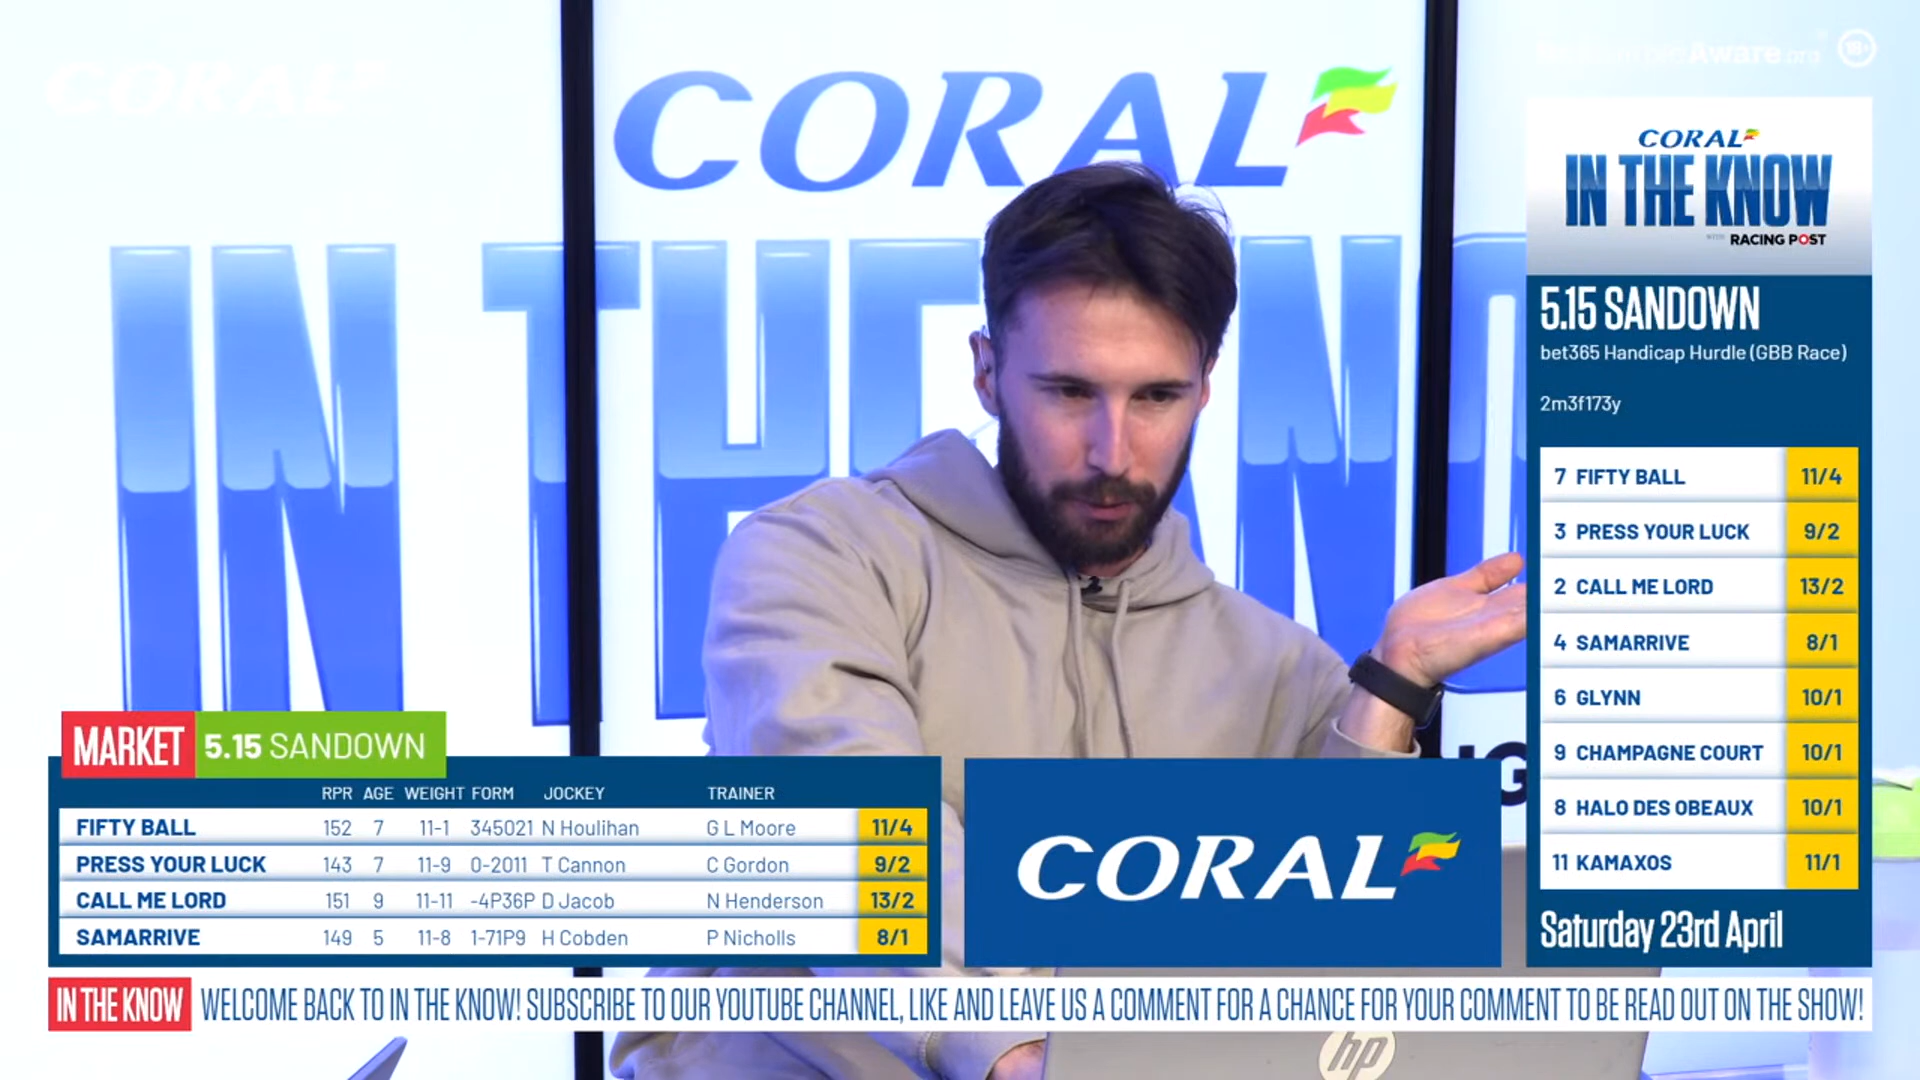 CORAL
CORAL
IN THE KNOW
Aware.org 18+
CORAL
IN THE KNOW
WITH RACING POST
5.15 SANDOWN
bet365 Handicap Hurdle (GBB Race)
2m3f173y
7 FIFTY BALL 11/4
3 PRESS YOUR LUCK 9/2
2 CALL ME LORD 13/2
4 SAMARRIVE 8/1
6 GLYNN 10/1
9 CHAMPAGNE COURT 10/1
8 HALO DES OBEAUX 10/1
11 KAMAXOS 11/1
Saturday 23rd April
MARKET 5.15 SANDOWN
RPR AGE WEIGHT FORM JOCKEY TRAINER
FIFTY BALL 152 7 11-1 345021 N Houlihan G L Moore 11/4
PRESS YOUR LUCK 143 7 11-9 0-2011 T Cannon C Gordon 9/2
CALL ME LORD 151 9 11-11 -4P36P D Jacob N Henderson 13/2
SAMARRIVE 149 5 11-8 1-71P9 H Cobden P Nicholls 8/1
CORAL
IN THE KNOW WELCOME BACK TO IN THE KNOW! SUBSCRIBE TO OUR YOUTUBE CHANNEL, LIKE AND LEAVE US A COMMENT FOR A CHANCE FOR YOUR COMMENT TO BE READ OUT ON THE SHOW!
hp